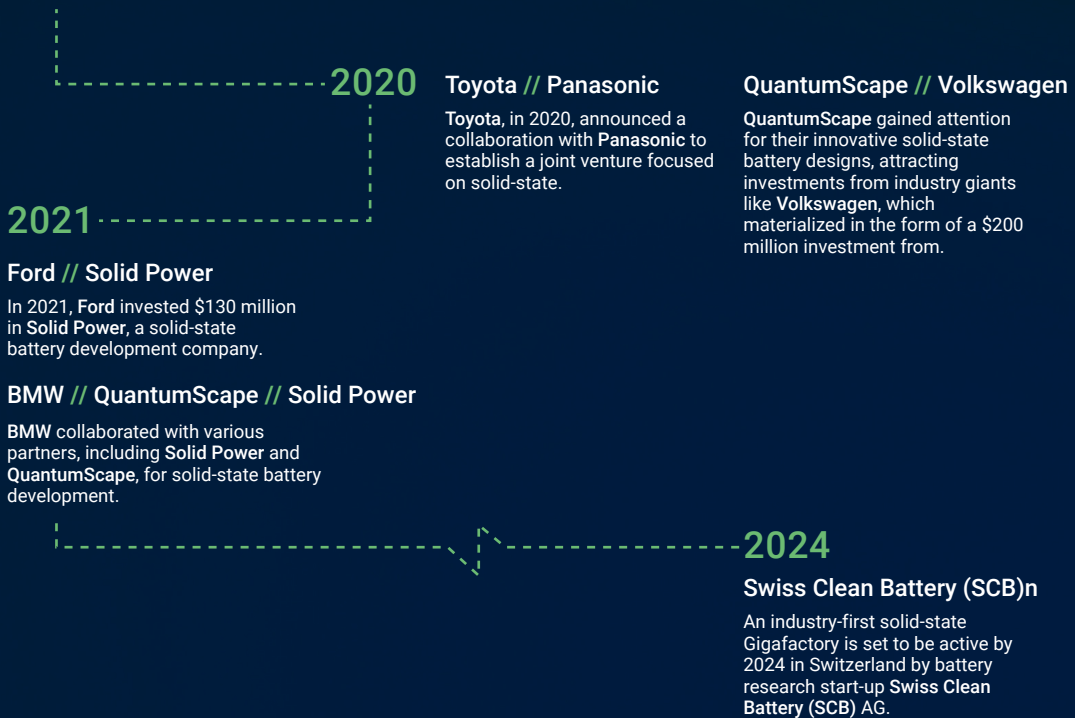 2020
Toyota // Panasonic
Toyota, in 2020, announced a
collaboration with Panasonic to
establish a joint venture focused
on solid-state.
QuantumScape // Volkswagen
QuantumScape gained attention
for their innovative solid-state
battery designs, attracting
investments from industry giants
like Volkswagen, which
materialized in the form of a $200
million investment from.
2021
Ford // Solid Power
In 2021, Ford invested $130 million
in Solid Power, a solid-state
battery development company.
BMW // QuantumScape // Solid Power
BMW collaborated with various
partners, including Solid Power and
QuantumScape, for solid-state battery
development.
2024
Swiss Clean Battery (SCB)n
An industry-first solid-state
Gigafactory is set to be active by
2024 in Switzerland by battery
research start-up Swiss Clean
Battery (SCB) AG.